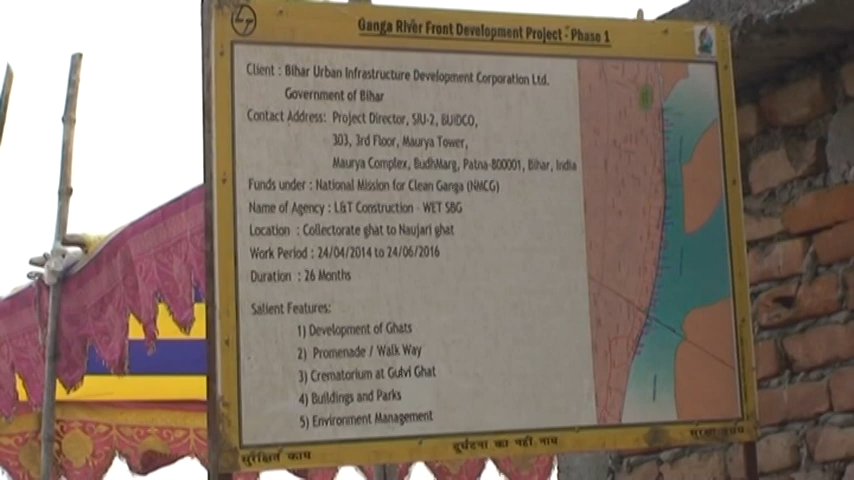 LT
Ganga River Front Development Project - Phase 1
Client : Bihar Urban Infrastructure Development Corporation Ltd.
Government of Bihar
Contact Address: Project Director, SIU-2, BUIDCO,
303, 3rd Floor, Maurya Tower,
Maurya Complex, BudhMarg, Patna-800001, Bihar, India
Funds under : National Mission for Clean Ganga (NMCG)
Name of Agency : L&T Construction - WET SBG
Location : Collectorate ghat to Naujari ghat
Work Period : 24/04/2014 to 24/06/2016
Duration : 26 Months
Salient Features:
1) Development of Ghats
2) Promenade / Walk Way
3) Crematorium at Gulvi Ghat
4) Buildings and Parks
5) Environment Management
सुरक्षित काम दुर्घटना का नहीं नाम